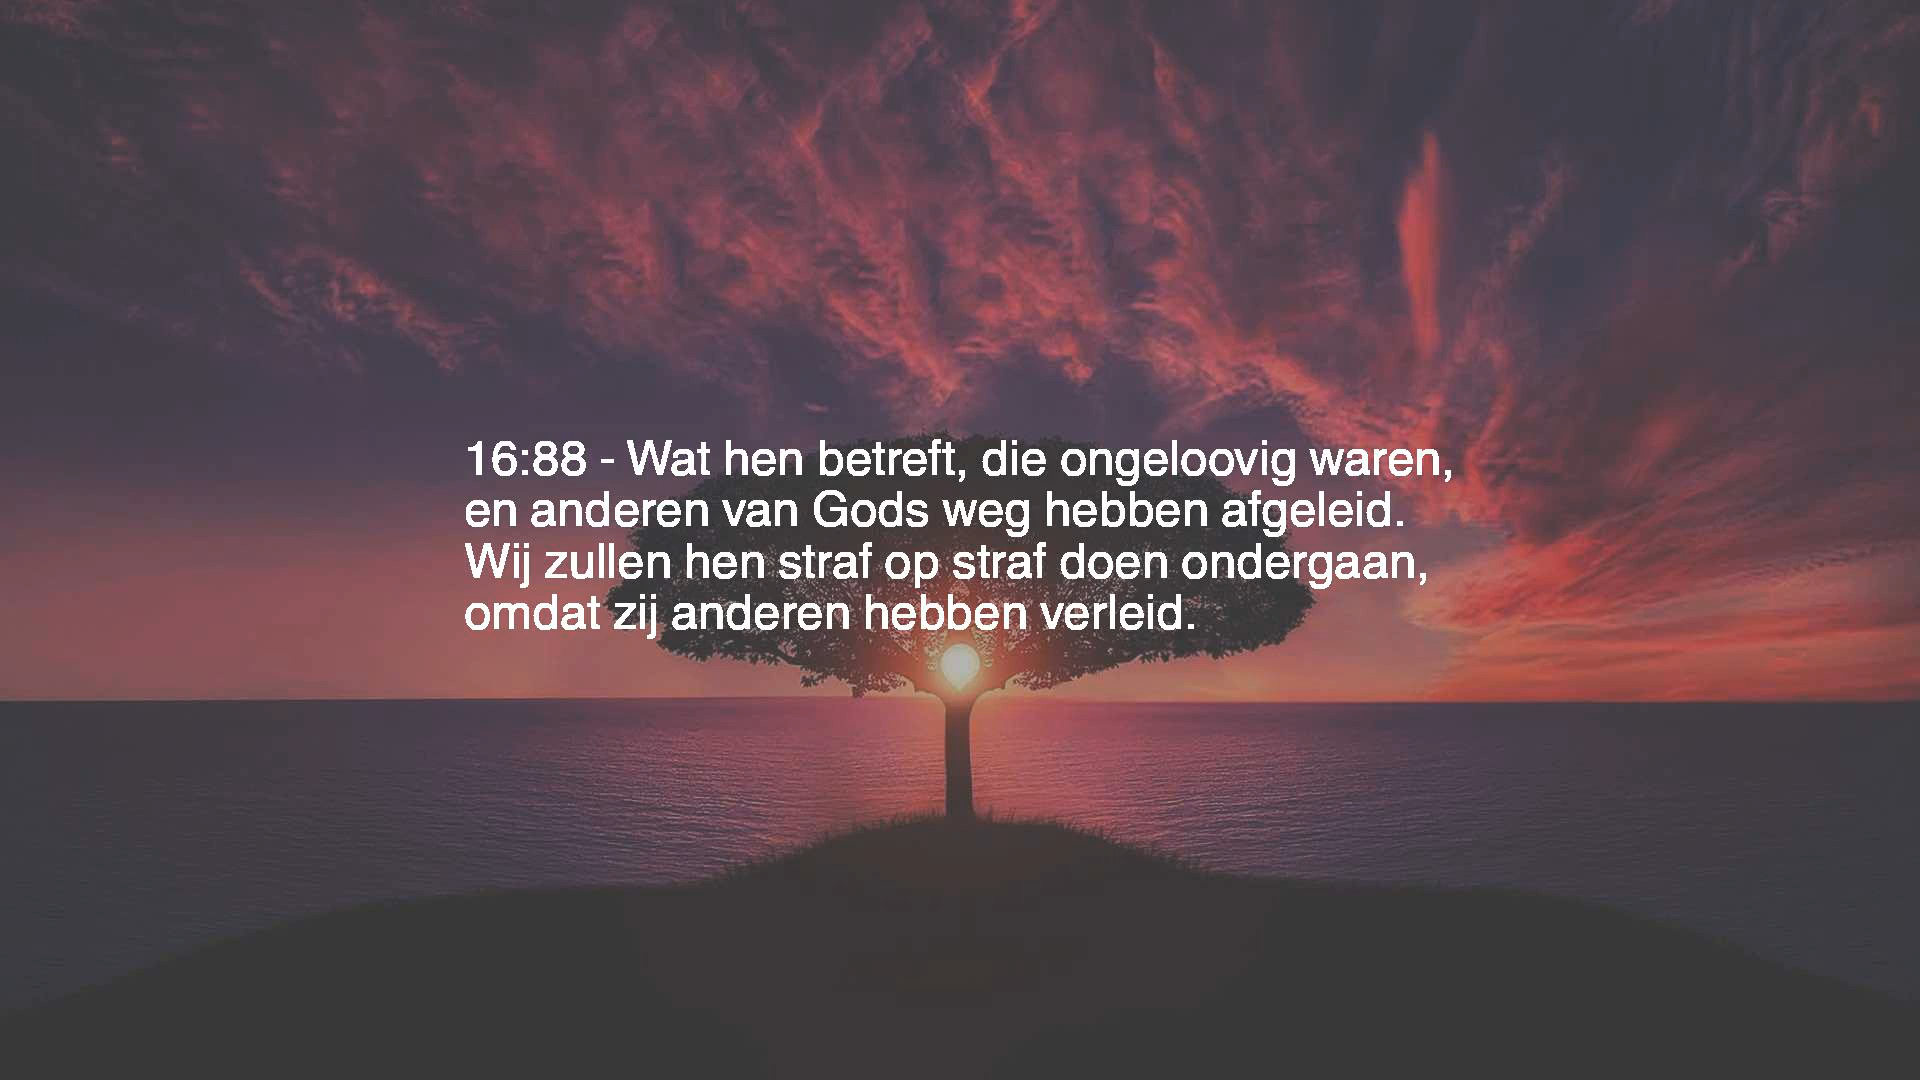 16:88 - Wat hen betreft, die ongeloovig waren,
en anderen van Gods weg hebben afgeleid.
Wij zullen hen straf op straf doen ondergaan,
omdat zij anderen hebben verleid.